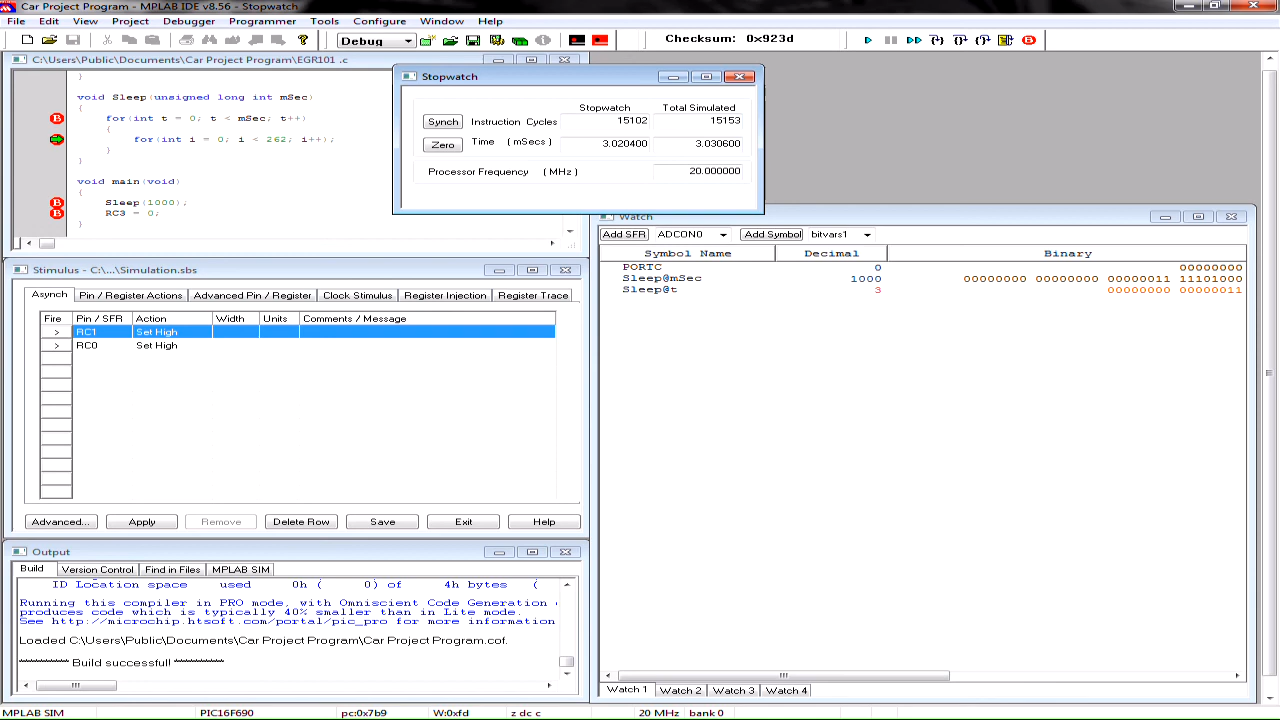 Car Project Program - MPLAB IDE v8.56 - Stopwatch
File Edit View Project Debugger Programmer Tools Configure Window Help
Debug Checksum: 0x923d
C:\Users\Public\Documents\Car Project Program\EGR101 .c
}
void Sleep(unsigned long int mSec)
{
for(int t = 0; t < mSec; t++)
{
for(int i = 0; i < 262; i++);
}
}
void main(void)
{
Sleep(1000);
RC3 = 0;
}
Stopwatch
Stopwatch Total Simulated
Synch Instruction Cycles 15102 15153
Zero Time (mSecs) 3.020400 3.030600
Processor Frequency (MHz) 20.000000
Watch
Add SFR ADCON0 Add Symbol bitvars1
Symbol Name Decimal Binary
PORTC 0 00000000
Sleep@mSec 1000 00000000 00000000 00000011 11101000
Sleep@t 3 00000000 00000011
Watch 1 Watch 2 Watch 3 Watch 4
Stimulus - C:\...\Simulation.sbs
Asynch Pin / Register Actions Advanced Pin / Register Clock Stimulus Register Injection Register Trace
Fire Pin / SFR Action Width Units Comments / Message
> RC1 Set High
> RC0 Set High
Advanced... Apply Remove Delete Row Save Exit Help
Output
Build Version Control Find in Files MPLAB SIM
ID Location space used 0h ( 0) of 4h bytes (
Running this compiler in PRO mode, with Omniscient Code Generation
produces code which is typically 40% smaller than in Lite mode.
See http://microchip.htsoft.com/portal/pic_pro for more information
Loaded C:\Users\Public\Documents\Car Project Program\Car Project Program.cof.
********** Build successful! **********
MPLAB SIM PIC16F690 pc:0x7b9 W:0xfd z dc c 20 MHz bank 0